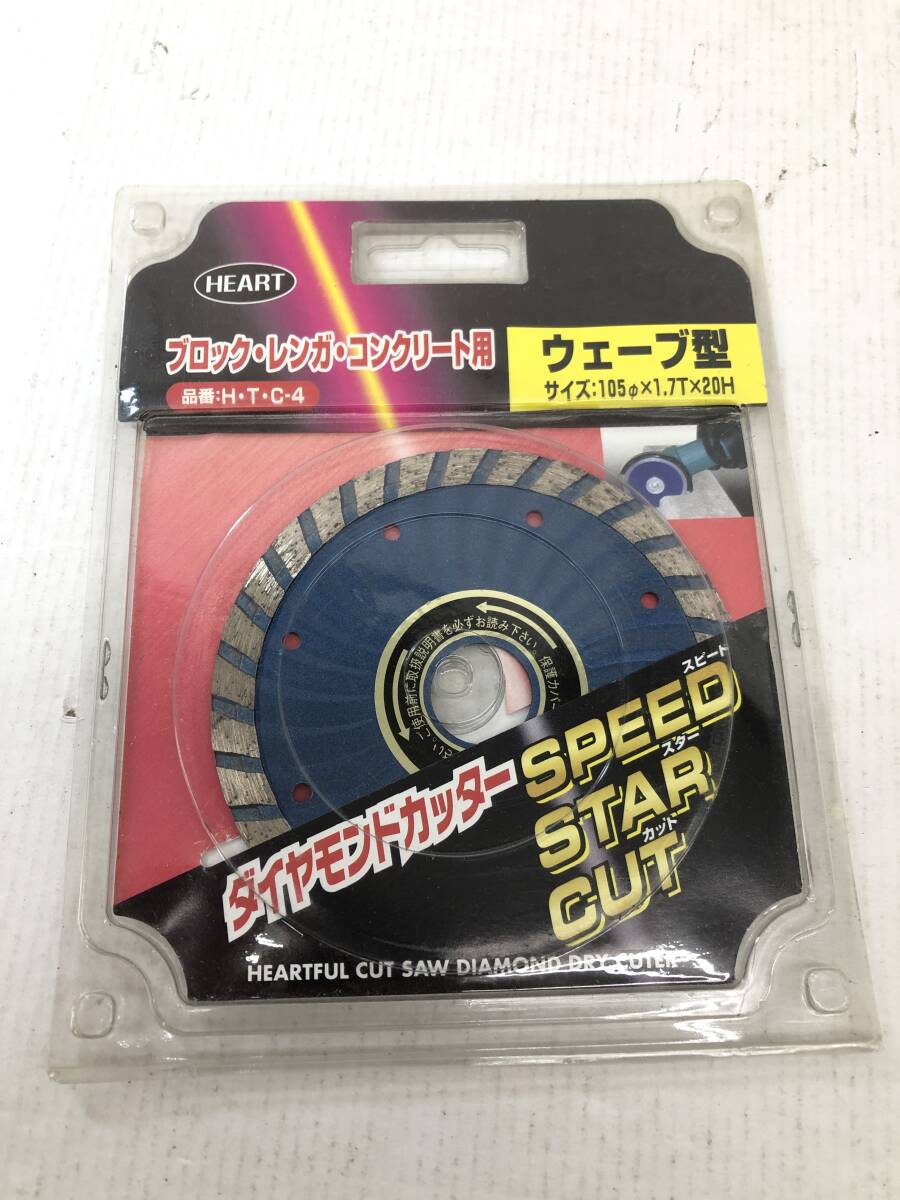 HEART
ブロック・レンガ・コンクリート用
品番:H・T・C-4
ウェーブ型
サイズ:105φ×1.7T×20H
ご使用前に取扱説明書を必ずお読み下さい。保護カバー
さい。
スピード
SPEED
スター
STAR
カット
CUT
ダイヤモンドカッター
HEARTFUL CUT SAW DIAMOND DRY CUTER